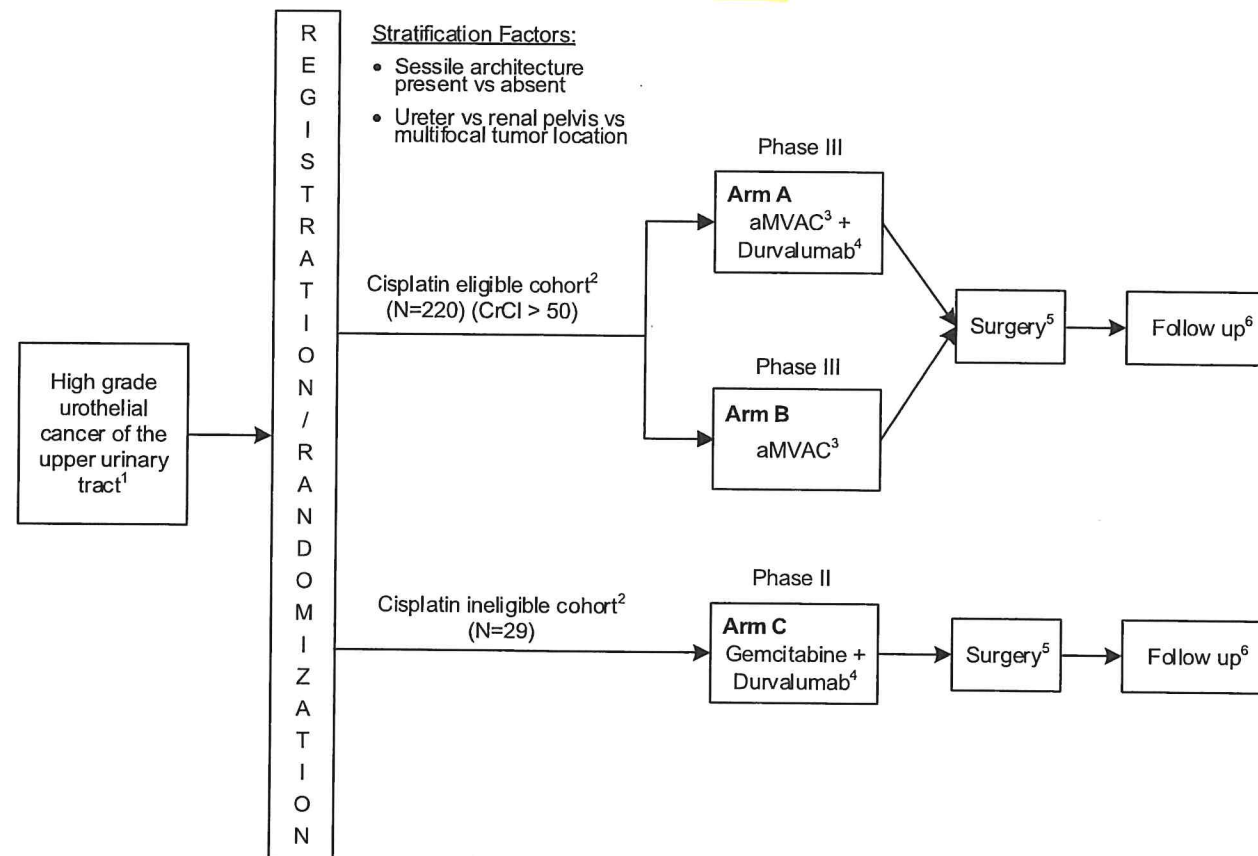 High grade
urothelial
cancer of the
upper urinary
tract¹
REGISTRATION/RANDOMIZATION
Stratification Factors:
• Sessile architecture
present vs absent
• Ureter vs renal pelvis vs
multifocal tumor location
Cisplatin eligible cohort²
(N=220) (CrCl > 50)
Phase III
Arm A
aMVAC³ +
Durvalumab⁴
Phase III
Arm B
aMVAC³
Surgery⁵
Follow up⁶
Cisplatin ineligible cohort²
(N=29)
Phase II
Arm C
Gemcitabine +
Durvalumab⁴
Surgery⁵
Follow up⁶